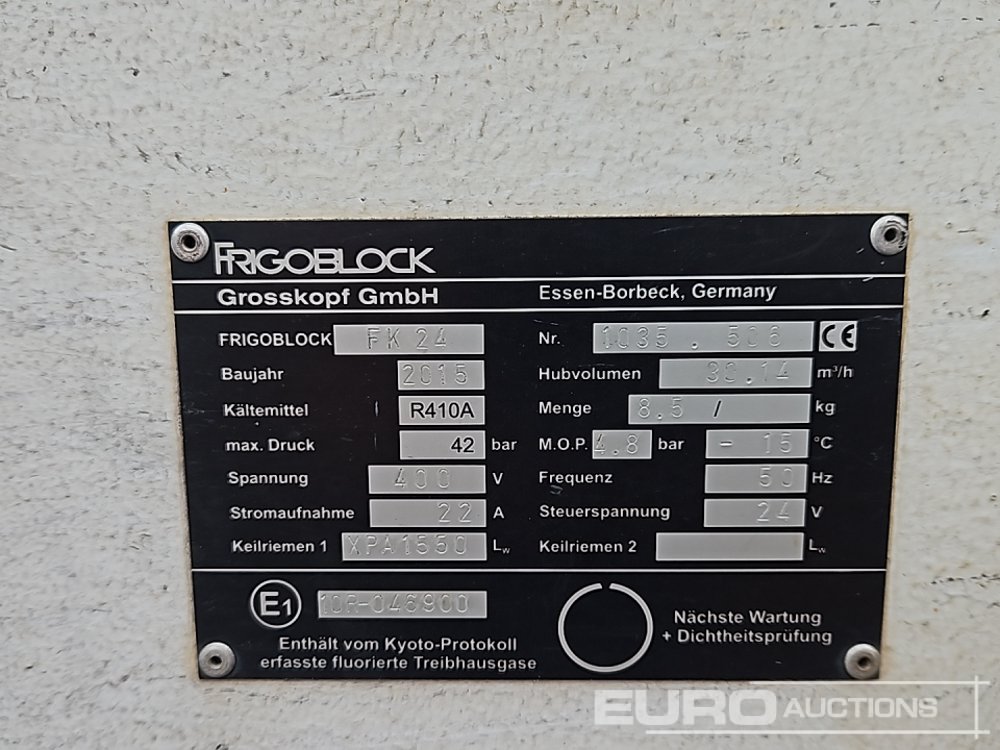 FRIGOBLOCK
Grosskopf GmbH Essen-Borbeck, Germany
FRIGOBLOCK FK 24 Nr. 1035 . 506 CE
Baujahr 2015 Hubvolumen 39.14 m³/h
Kältemittel R410A Menge 8.5 / kg
max. Druck 42 bar M.O.P. 4.8 bar - 15 °C
Spannung 400 V Frequenz 50 Hz
Stromaufnahme 22 A Steuerspannung 24 V
Keilriemen 1 XPA1550 Lw Keilriemen 2 Lw
E1 10R-046900
Enthält vom Kyoto-Protokoll
erfasste fluorierte Treibhausgase
Nächste Wartung
+ Dichtheitsprüfung
EURO AUCTIONS